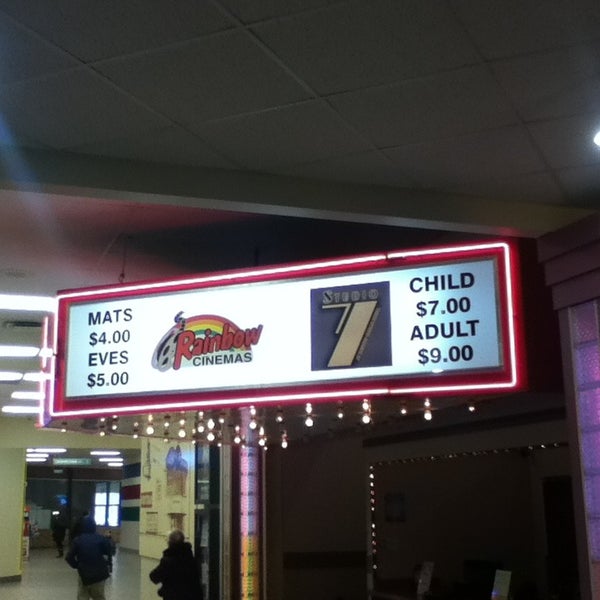 MATS
$4.00
EVES
$5.00
Rainbow
CINEMAS
STUDIO
7
CHILD
$7.00
ADULT
$9.00